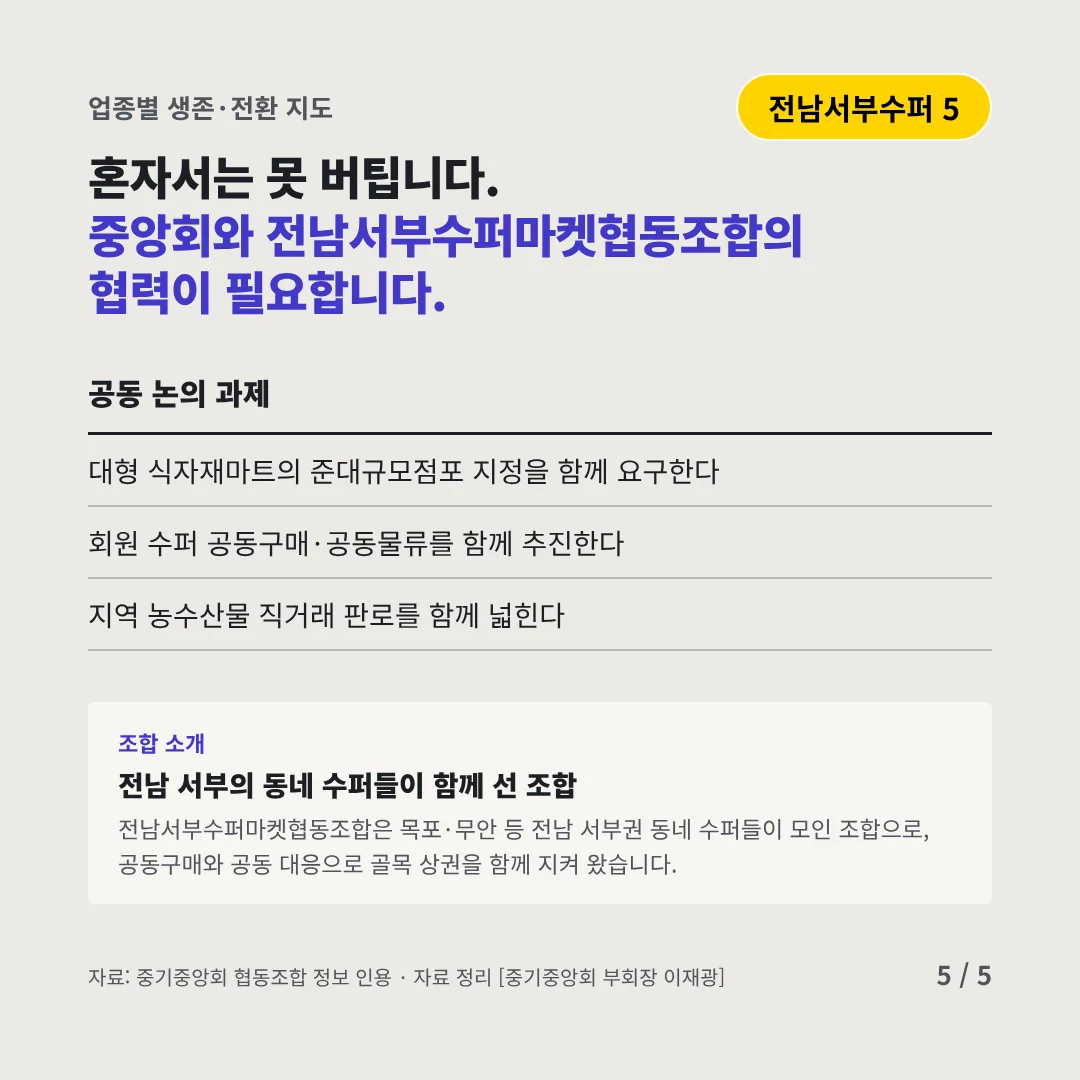 업종별 생존·전환 지도
전남서부수퍼 5
혼자서는 못 버팁니다.
중앙회와 전남서부수퍼마켓협동조합의
협력이 필요합니다.
공동 논의 과제
대형 식자재마트의 준대규모점포 지정을 함께 요구한다
회원 수퍼 공동구매·공동물류를 함께 추진한다
지역 농수산물 직거래 판로를 함께 넓힌다
조합 소개
전남 서부의 동네 수퍼들이 함께 선 조합
전남서부수퍼마켓협동조합은 목포·무안 등 전남 서부권 동네 수퍼들이 모인 조합으로,
공동구매와 공동 대응으로 골목 상권을 함께 지켜 왔습니다.
자료: 중기중앙회 협동조합 정보 인용 · 자료 정리 [중기중앙회 부회장 이재광]
5 / 5